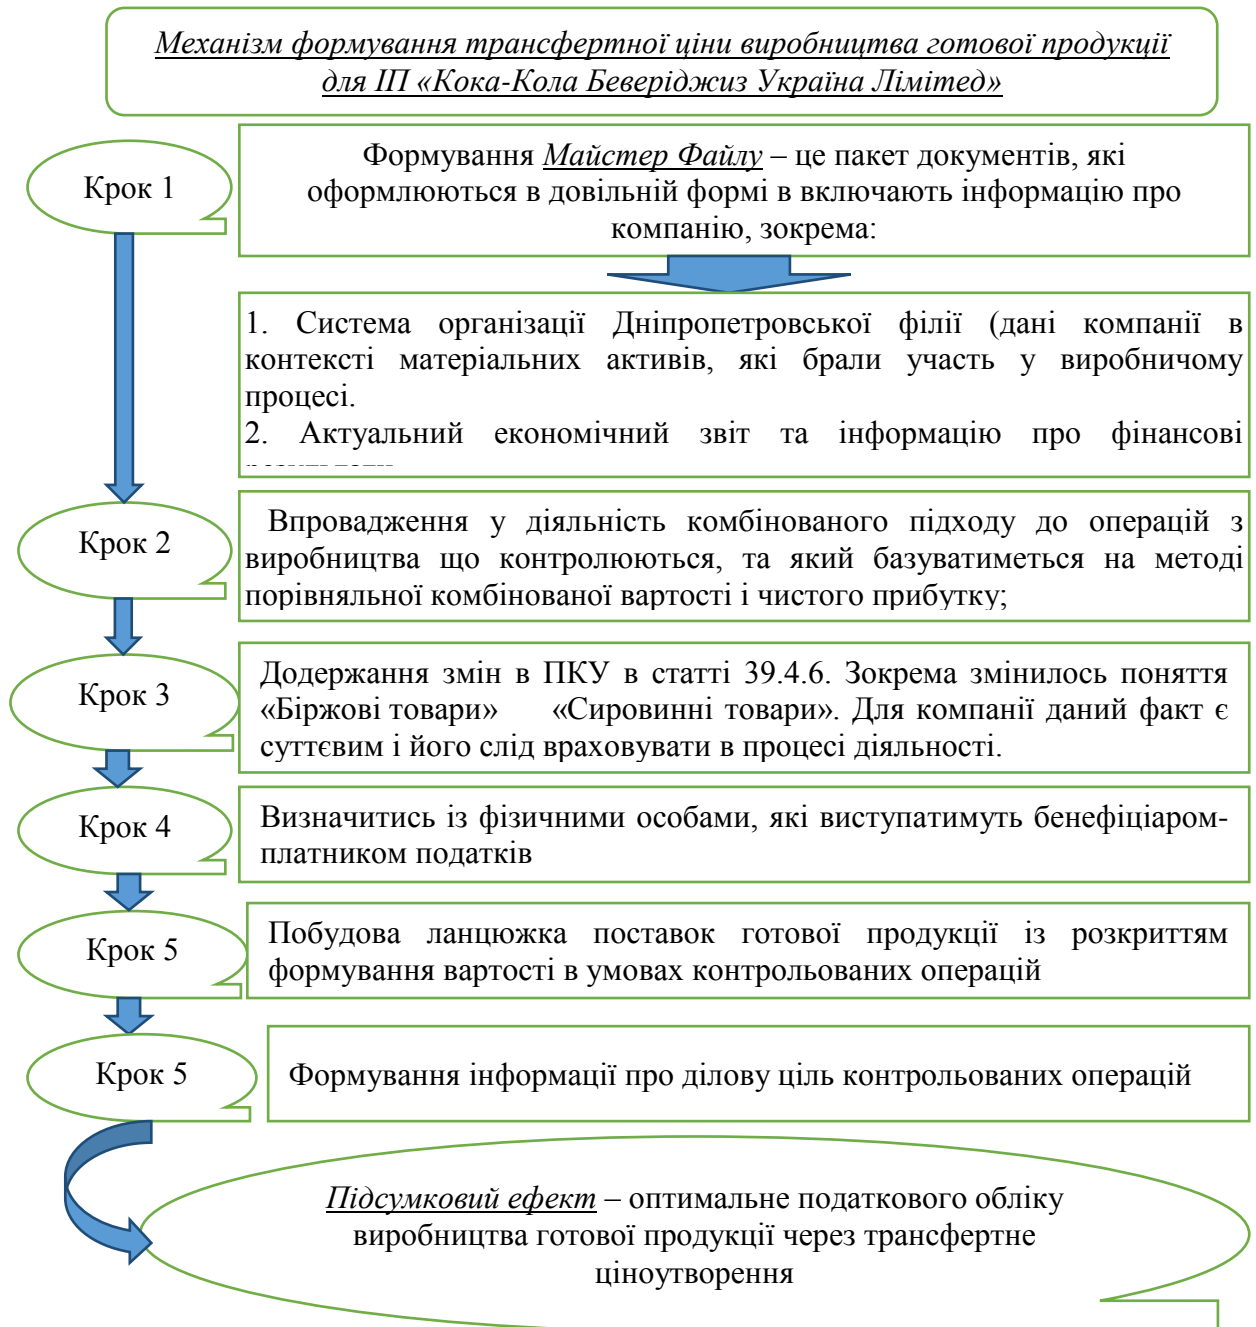 Механізм формування трансфертної ціни виробництва готової продукції
для ІП «Кока-Кола Беверіджиз Україна Лімітед»
Крок 1
Формування Майстер Файлу – це пакет документів, які
оформлюються в довільній формі в включають інформацію про
компанію, зокрема:
1. Система організації Дніпропетровської філії (дані компанії в
контексті матеріальних активів, які брали участь у виробничому
процесі.
2. Актуальний економічний звіт та інформацію про фінансові
Крок 2
Впровадження у діяльність комбінованого підходу до операцій з
виробництва що контролюються, та який базуватиметься на методі
порівняльної комбінованої вартості і чистого прибутку;
Крок 3
Додержання змін в ПКУ в статті 39.4.6. Зокрема змінилось поняття
«Біржові товари» «Сировинні товари». Для компанії даний факт є
суттєвим і його слід враховувати в процесі діяльності.
Крок 4
Визначитись із фізичними особами, які виступатимуть бенефіціаром-
платником податків
Крок 5
Побудова ланцюжка поставок готової продукції із розкриттям
формування вартості в умовах контрольованих операцій
Крок 5
Формування інформації про ділову ціль контрольованих операцій
Підсумковий ефект – оптимальне податкового обліку
виробництва готової продукції через трансфертне
ціноутворення